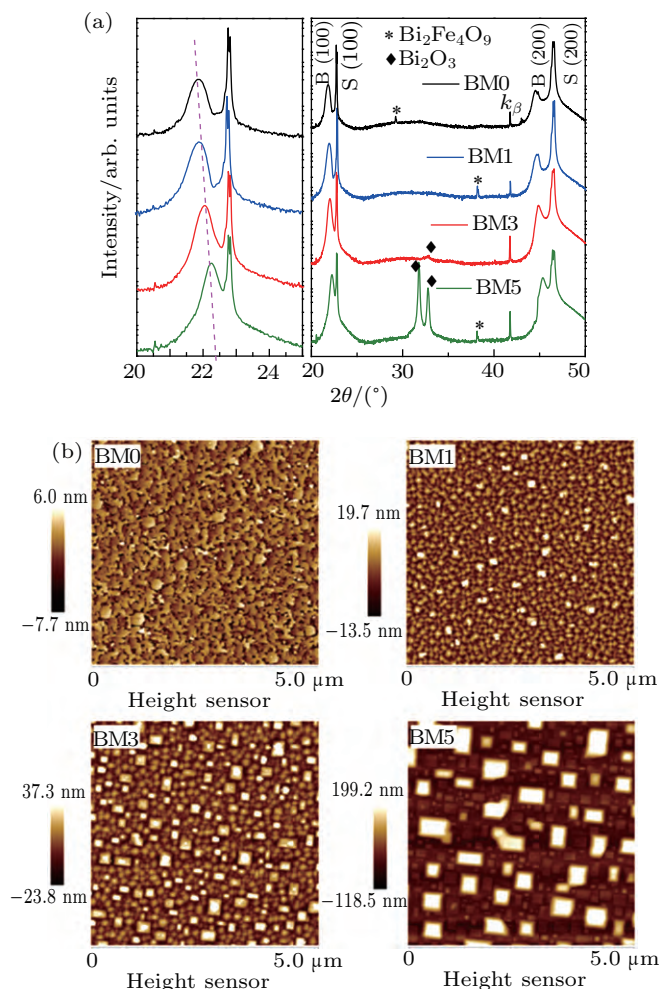 (a)
Intensity/arb. units
B (100)
S (100)
* Bi2Fe4O9
♦ Bi2O3
B (200)
S (200)
BM0
kβ
*
BM1
*
BM3
♦
♦
♦
BM5
*
20 22 24 20 30 40 50
2θ/(°)
(b)
BM0
6.0 nm
−7.7 nm
0 5.0 µm
Height sensor
BM1
19.7 nm
−13.5 nm
0 5.0 µm
Height sensor
BM3
37.3 nm
−23.8 nm
0 5.0 µm
Height sensor
BM5
199.2 nm
−118.5 nm
0 5.0 µm
Height sensor